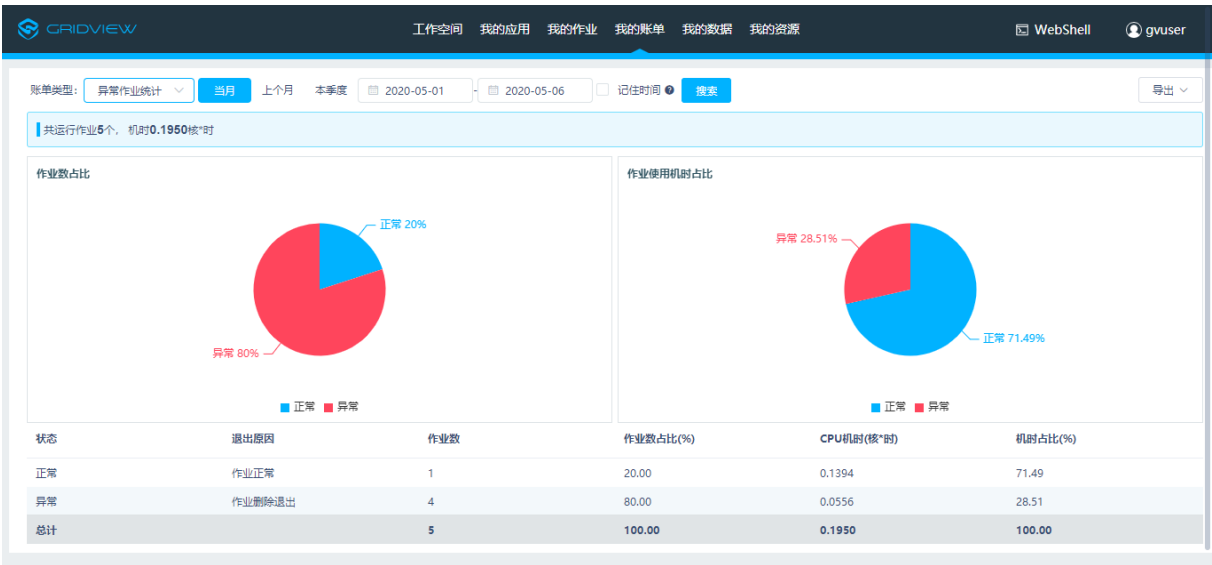 GRIDVIEW 工作空间 我的应用 我的作业 我的账单 我的数据 我的资源 WebShell gvuser
账单类型: 异常作业统计 当月 上个月 本季度 2020-05-01 - 2020-05-06 记住时间 ? 搜索 导出
共运行作业5个, 机时0.1950核*时
作业数占比 作业使用机时占比
正常 20%
异常 28.51%
正常 71.49%
异常 80%
正常 异常 正常 异常
状态 退出原因 作业数 作业数占比(%) CPU机时(核*时) 机时占比(%)
正常 作业正常 1 20.00 0.1394 71.49
异常 作业删除退出 4 80.00 0.0556 28.51
总计 5 100.00 0.1950 100.00